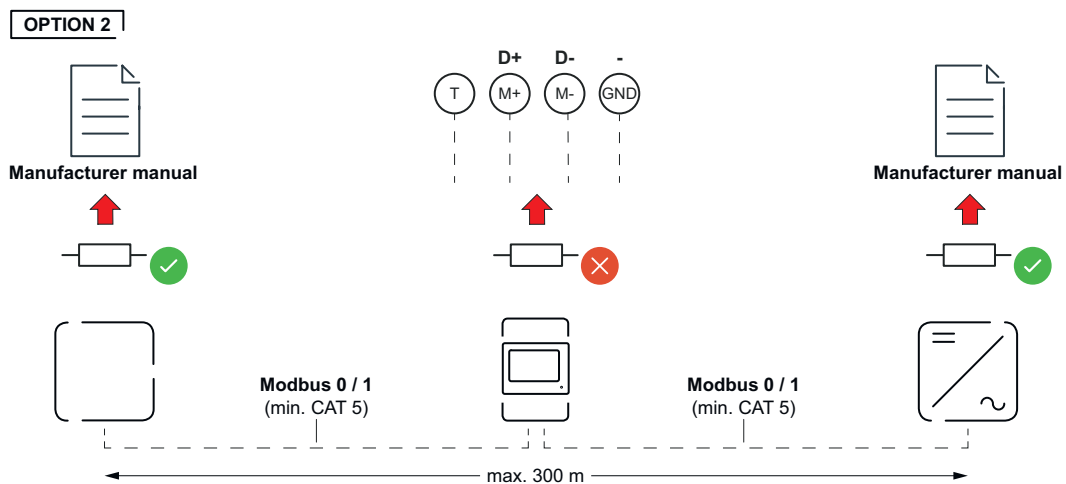 OPTION 2
D+ D- -
T M+ M- GND
Manufacturer manual
Manufacturer manual
Modbus 0 / 1
(min. CAT 5)
Modbus 0 / 1
(min. CAT 5)
max. 300 m